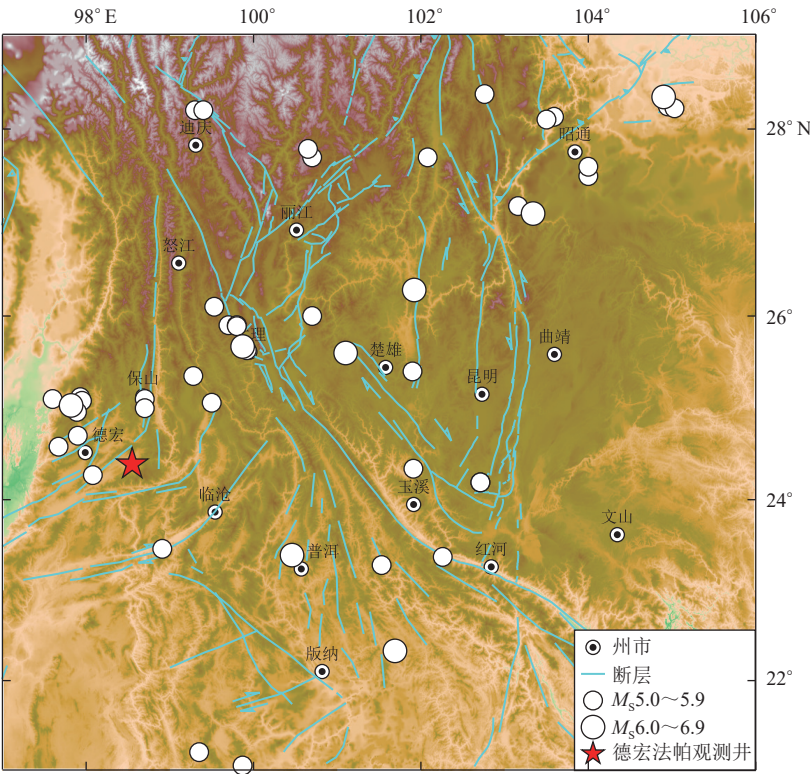 98° E
100°
102°
104°
106°
迪庆
昭通
28° N
丽江
怒江
理
26°
楚雄
曲靖
保山
昆明
德宏
临沧
玉溪
24°
文山
普洱
红河
版纳
22°
州市
断层
Ms5.0～5.9
Ms6.0～6.9
德宏法帕观测井